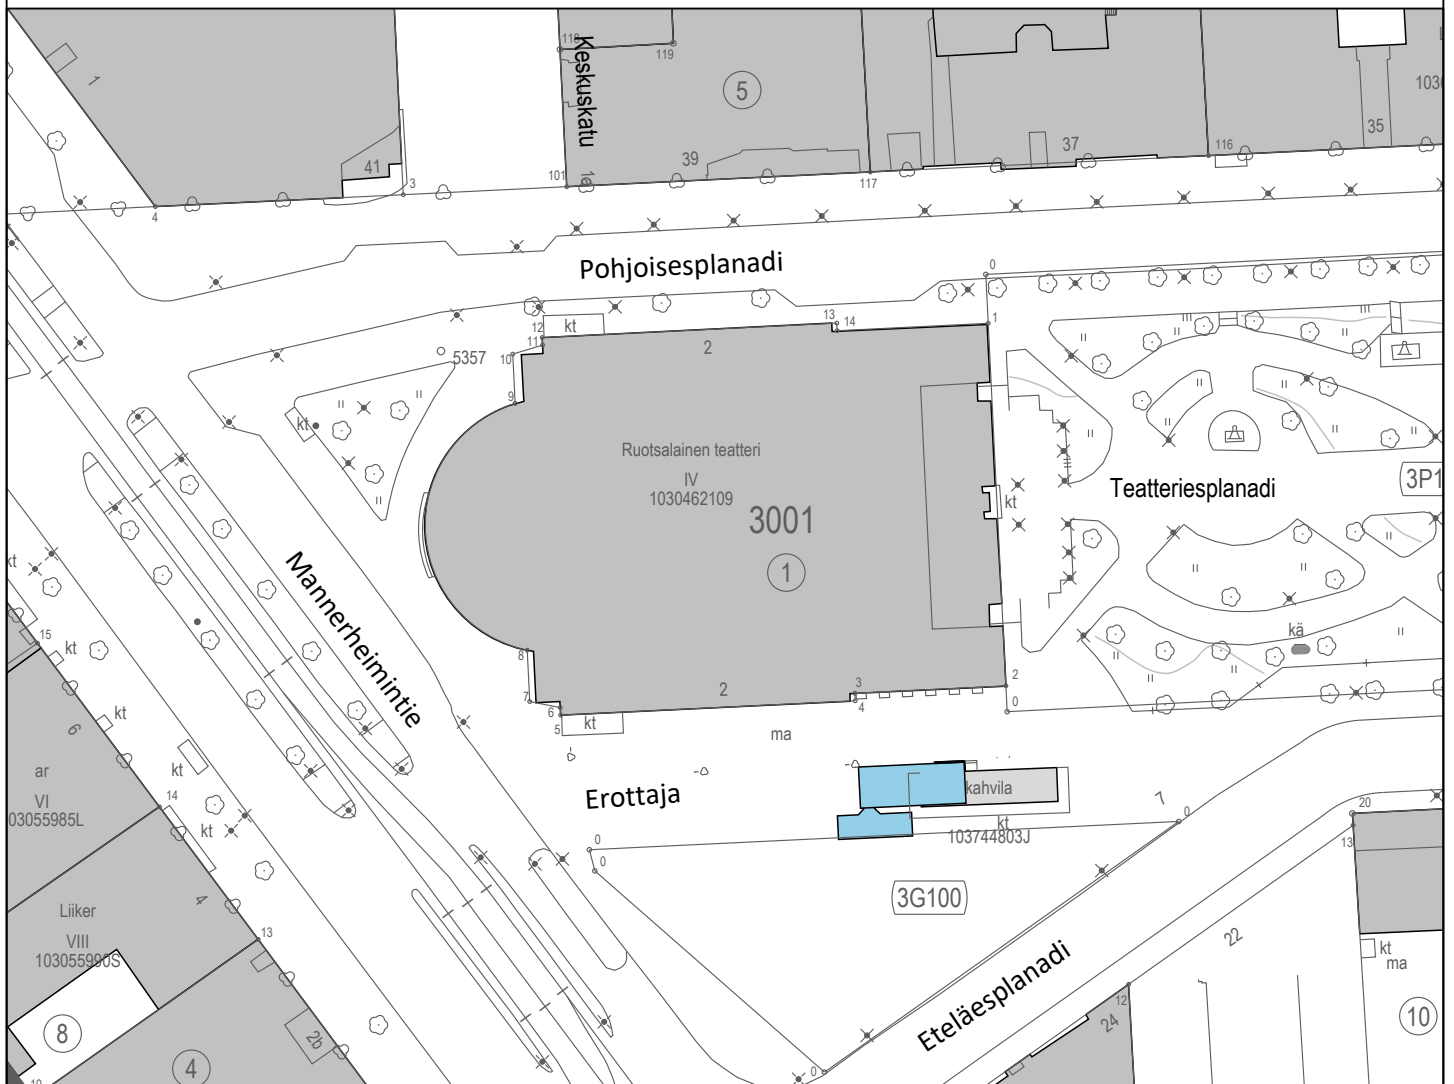 118
119
Keskuskatu
5
1
1030
35
37
116
39
41
101
1a
117
3
4
Pohjoisesplanadi
0
12
kt
13
14
1
11
2
10
5357
9
kt
Ruotsalainen teatteri
IV
1030462109
3001
1
kt
Teatteriesplanadi
3P1
kt
Mannerheimintie
15
kt
8
kä
7
2
3
2
0
6
5
kt
4
ma
6
kt
ar
VI
03055985L
kt
14
kt
Erottaja
kahvila
kt
103744803J
7
0
0
0
20
13
3G100
4
Liiker
VIII
103055990S
13
22
kt
ma
Eteläesplanadi
12
24
10
8
2b
4
0
10